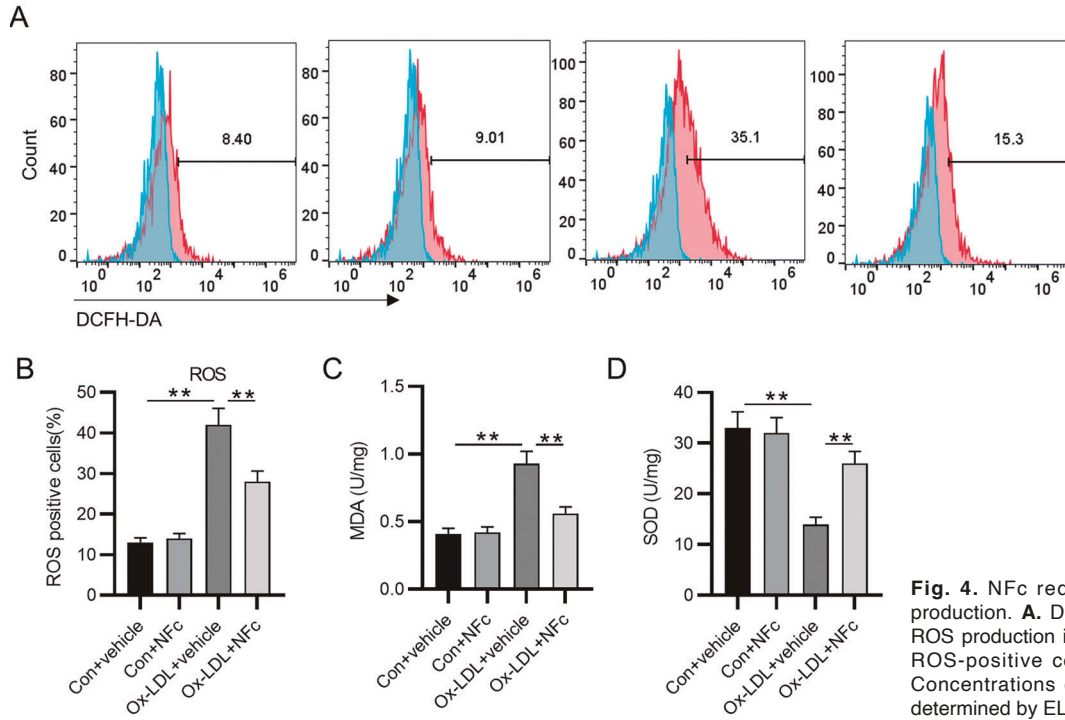 A
Count
80
60
40
20
0
8.40
10^0
10^2
10^4
10^6
80
60
40
20
0
9.01
10^0
10^2
10^4
10^6
100
80
60
40
20
0
35.1
10^0
10^2
10^4
10^6
100
80
60
40
20
0
15.3
10^0
10^2
10^4
10^6
DCFH-DA
B
ROS
ROS positive cells(%)
50
40
30
20
10
0
** **
Con+vehicle
Con+NFc
Ox-LDL+vehicle
Ox-LDL+NFc
C
MDA (U/mg)
1.5
1.0
0.5
0.0
** **
Con+vehicle
Con+NFc
Ox-LDL+vehicle
Ox-LDL+NFc
D
SOD (U/mg)
40
30
20
10
0
**
**
Con+vehicle
Con+NFc
Ox-LDL+vehicle
Ox-LDL+NFc
Fig. 4. NFc
production. A.
ROS production
ROS-positive
Concentrations
determined by